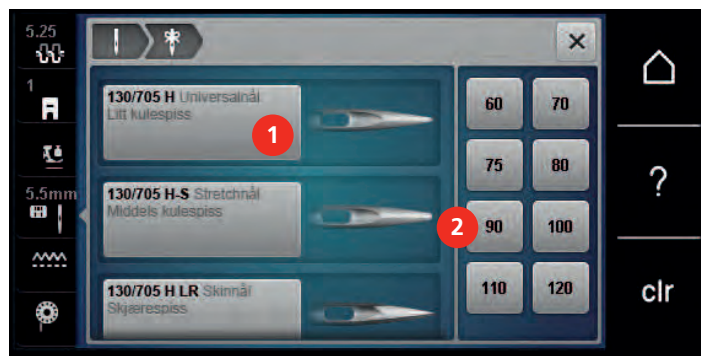 5.25
1
5.5mm
130/705 H Universalnål
Litt kulespiss
1
130/705 H-S Stretchnål
Middels kulespiss
130/705 H LR Skinnål
Skjærespiss
60 70
75 80
2
90 100
110 120
?
clr